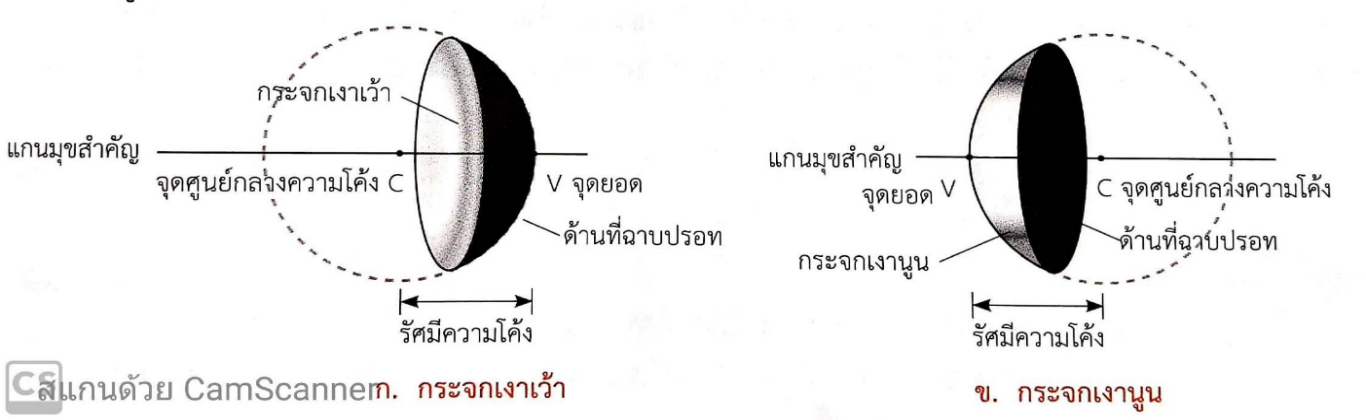 กระจกเงาเว้า
แกนมุขสำคัญ
จุดศูนย์กลางความโค้ง C
V จุดยอด
ด้านที่ฉาบปรอท
รัศมีความโค้ง
ก. กระจกเงาเว้า
แกนมุขสำคัญ
จุดยอด V
C จุดศูนย์กลางความโค้ง
ด้านที่ฉาบปรอท
กระจกเงานูน
รัศมีความโค้ง
ข. กระจกเงานูน
CS สแกนด้วย CamScanner